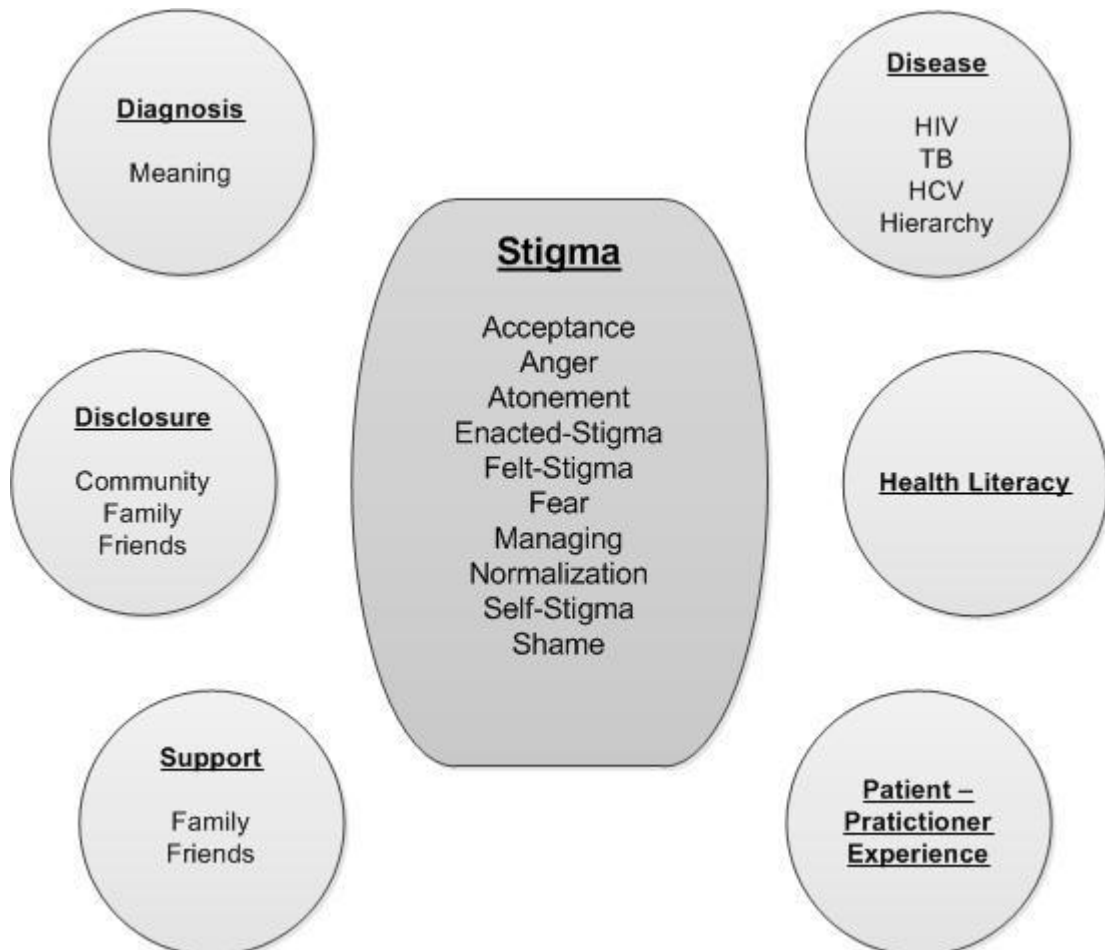 Diagnosis
Meaning
Disease
HIV
TB
HCV
Hierarchy
Stigma
Acceptance
Anger
Atonement
Enacted-Stigma
Felt-Stigma
Fear
Managing
Normalization
Self-Stigma
Shame
Disclosure
Community
Family
Friends
Health Literacy
Support
Family
Friends
Patient –
Pratictioner
Experience